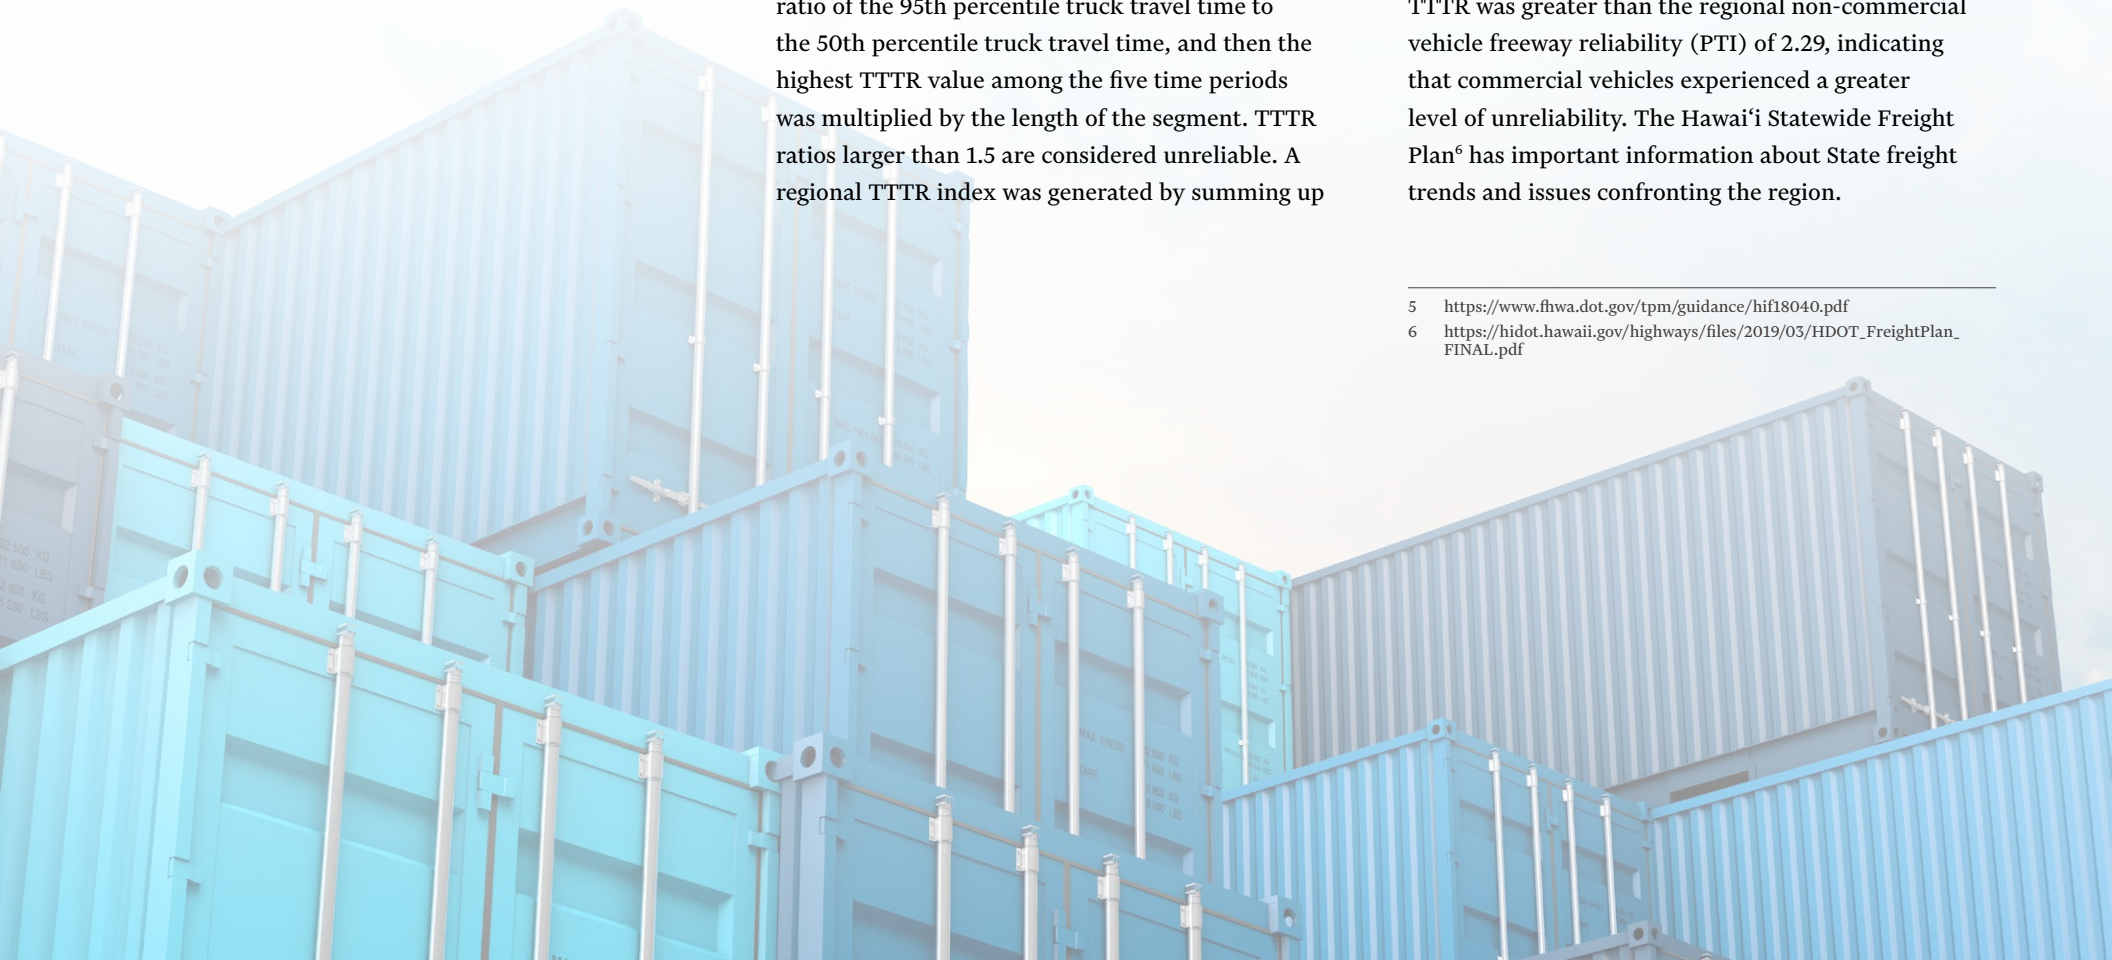 ratio of the 95th percentile truck travel time to
the 50th percentile truck travel time, and then the
highest TTTR value among the five time periods
was multiplied by the length of the segment. TTTR
ratios larger than 1.5 are considered unreliable. A
regional TTTR index was generated by summing up
TTTR was greater than the regional non-commercial
vehicle freeway reliability (PTI) of 2.29, indicating
that commercial vehicles experienced a greater
level of unreliability. The Hawaiʻi Statewide Freight
Plan⁶ has important information about State freight
trends and issues confronting the region.
5 https://www.fhwa.dot.gov/tpm/guidance/hif18040.pdf
6 https://hidot.hawaii.gov/highways/files/2019/03/HDOT_FreightPlan_
FINAL.pdf
MAX GROSS
TARE